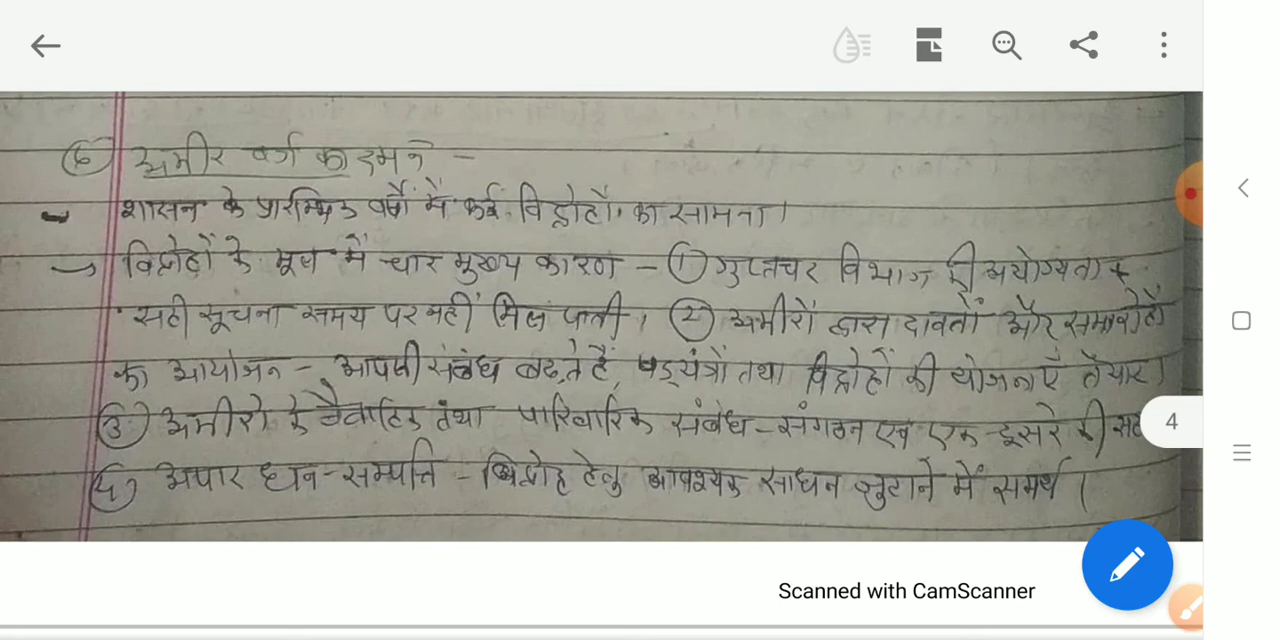 ⑥ अमीर वर्ग का दमन -
शासन के प्रारम्भिक वर्षों में कई विद्रोहों का सामना।
→ विद्रोहों के मूल में चार मुख्य कारण - ① गुप्तचर विभाग की अयोग्यता
सही सूचना समय पर नहीं मिल पाती, ② अमीरों द्वारा दावतों और समारोहों
का आयोजन - आपसी संबंध बढ़ते हैं, षड्यंत्रों तथा विद्रोहों की योजनाएँ तैयार।
③ अमीरों के वैवाहिक तथा पारिवारिक संबंध - संगठन एवं एक दूसरे की
4
④ अपार धन-सम्पत्ति - विद्रोह हेतु आवश्यक साधन जुटाने में समर्थ।
Scanned with CamScanner